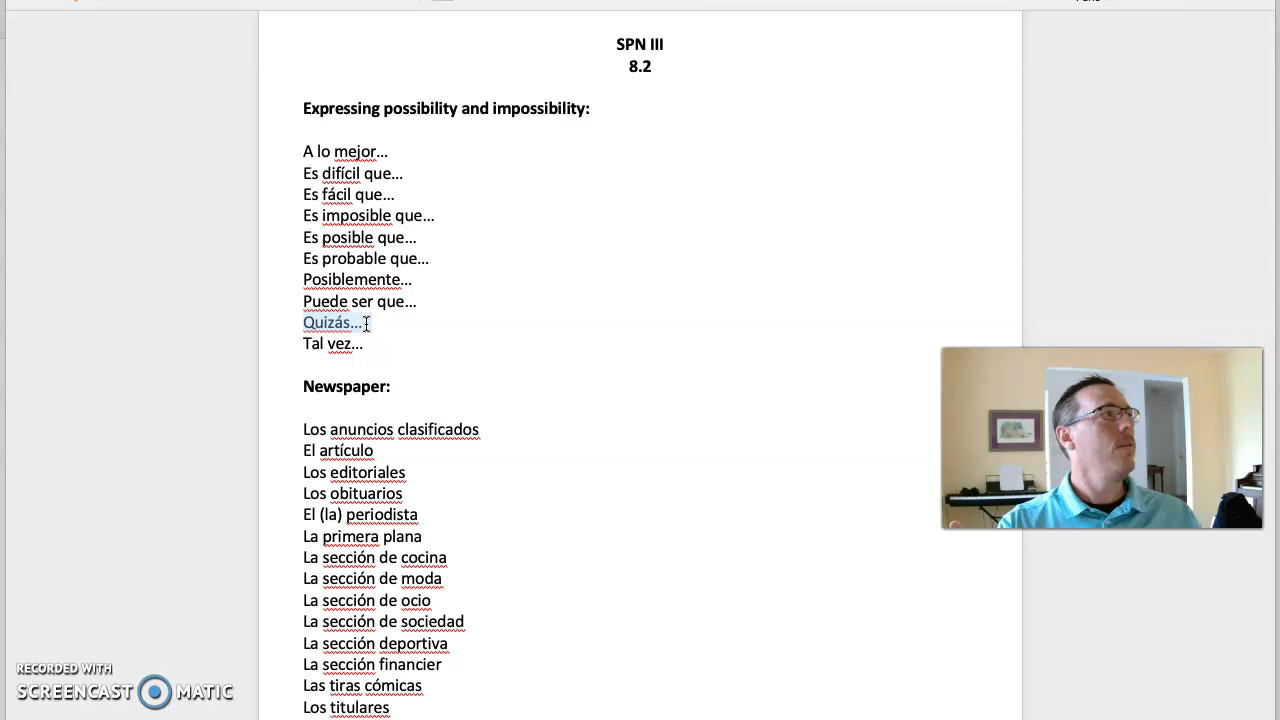 SPN III
8.2
Expressing possibility and impossibility:
A lo mejor...
Es difícil que...
Es fácil que...
Es imposible que...
Es posible que...
Es probable que...
Posiblemente...
Puede ser que...
Quizás...
Tal vez...
Newspaper:
Los anuncios clasificados
El artículo
Los editoriales
Los obituarios
El (la) periodista
La primera plana
La sección de cocina
La sección de moda
La sección de ocio
La sección de sociedad
La sección deportiva
La sección financier
Las tiras cómicas
Los titulares
RECORDED WITH
SCREENCAST MATIC